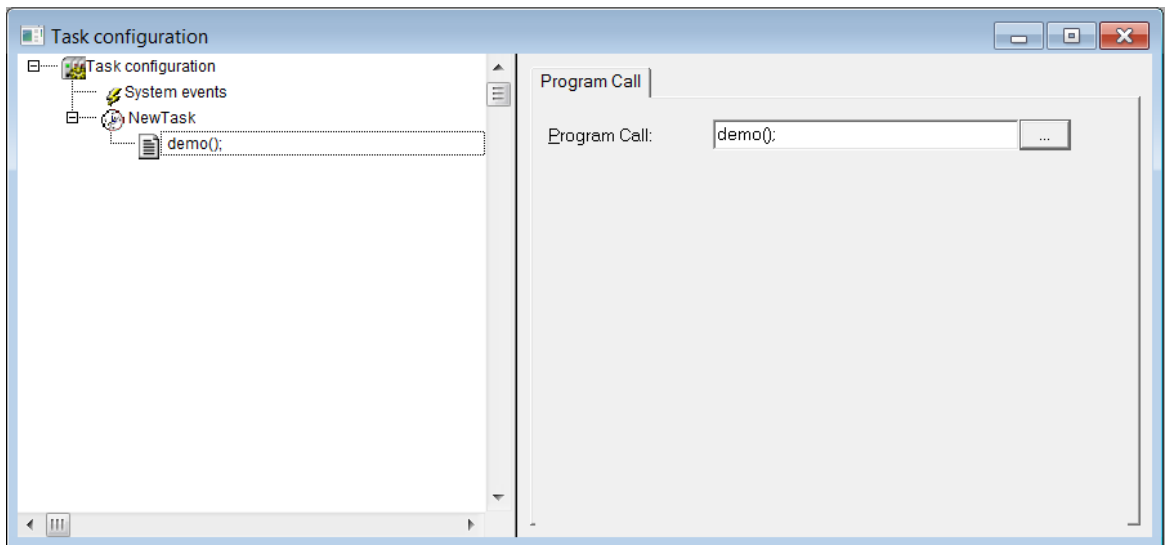 Task configuration
Task configuration
System events
NewTask
demo();
Program Call
Program Call:
demo();
...